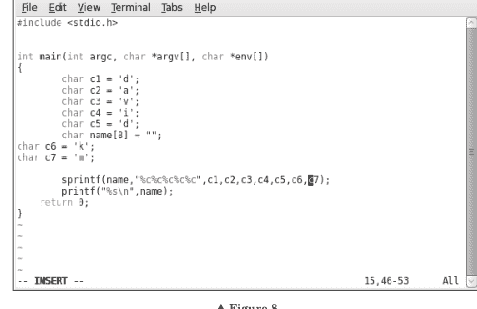 File Edit View Terminal Tabs Help
#include <stdic.h>
int main(int argc, char *argv[], char *env[])
{
char c1 = 'd';
char c2 = 'a';
char c3 = 'v';
char c4 = 'i';
char c5 = 'd';
char name[8] = "";
char c6 = 'k';
char c7 = 'm';
sprintf(name,"%c%c%c%c%c",c1,c2,c3,c4,c5,c6,c7);
printf("%s\n",name);
return 0;
}
~
~
~
~
~
-- INSERT -- 15,46-53 All
▲ Figure 8